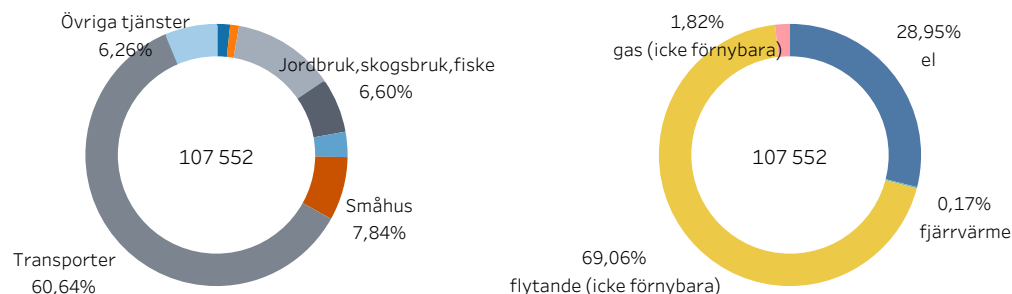 Övriga tjänster
6,26%
Jordbruk,skogsbruk,fiske
6,60%
107 552
Småhus
7,84%
Transporter
60,64%
1,82%
gas (icke förnybara)
28,95%
el
107 552
0,17%
fjärrvärme
69,06%
flytande (icke förnybara)